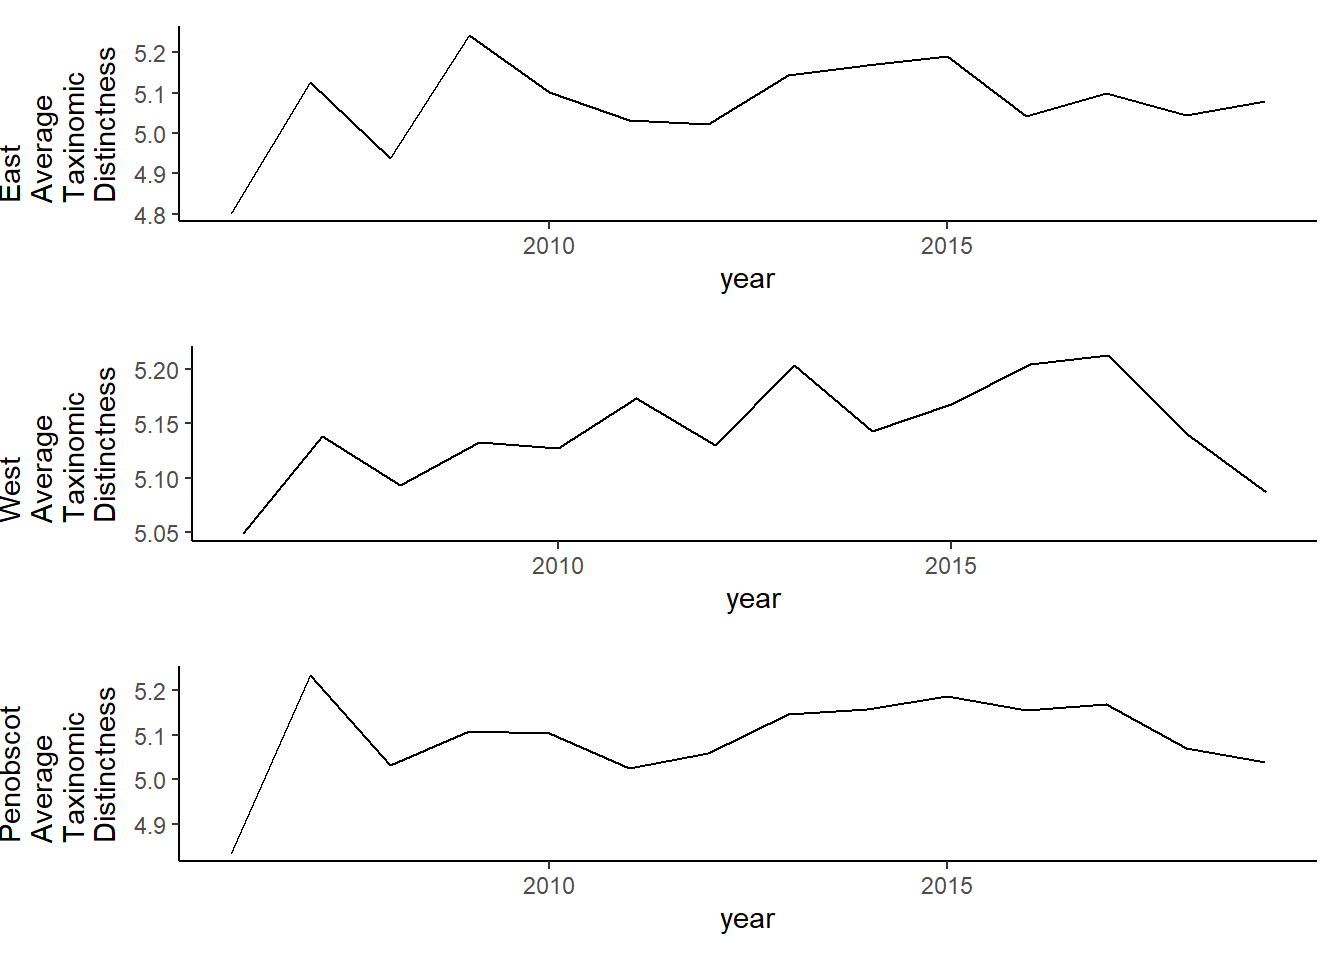 East
Average
Taxinomic
Distinctness
5.2
5.1
5.0
4.9
4.8
2010 2015
year
West
Average
Taxinomic
Distinctness
5.20
5.15
5.10
5.05
2010 2015
year
Penobscot
Average
Taxinomic
Distinctness
5.2
5.1
5.0
4.9
2010 2015
year